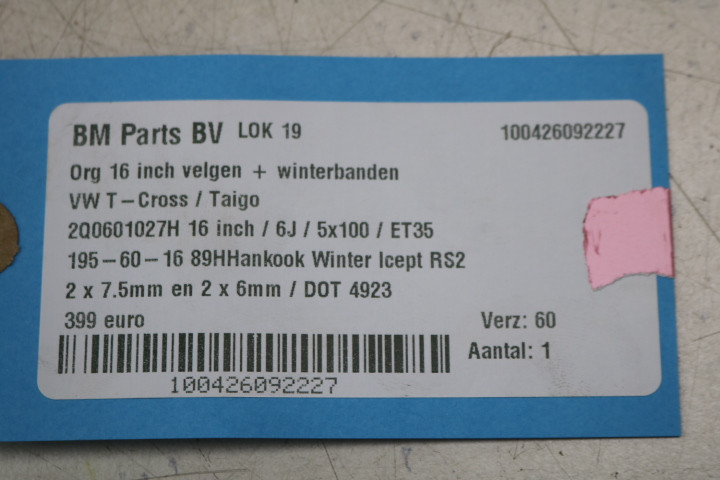 BM Parts BV LOK 19 100426092227
Org 16 inch velgen + winterbanden
VW T-Cross / Taigo
2Q0601027H 16 inch / 6J / 5x100 / ET35
195-60-16 89HHankook Winter Icept RS2
2 x 7.5mm en 2 x 6mm / DOT 4923
399 euro Verz: 60
Aantal: 1
100426092227